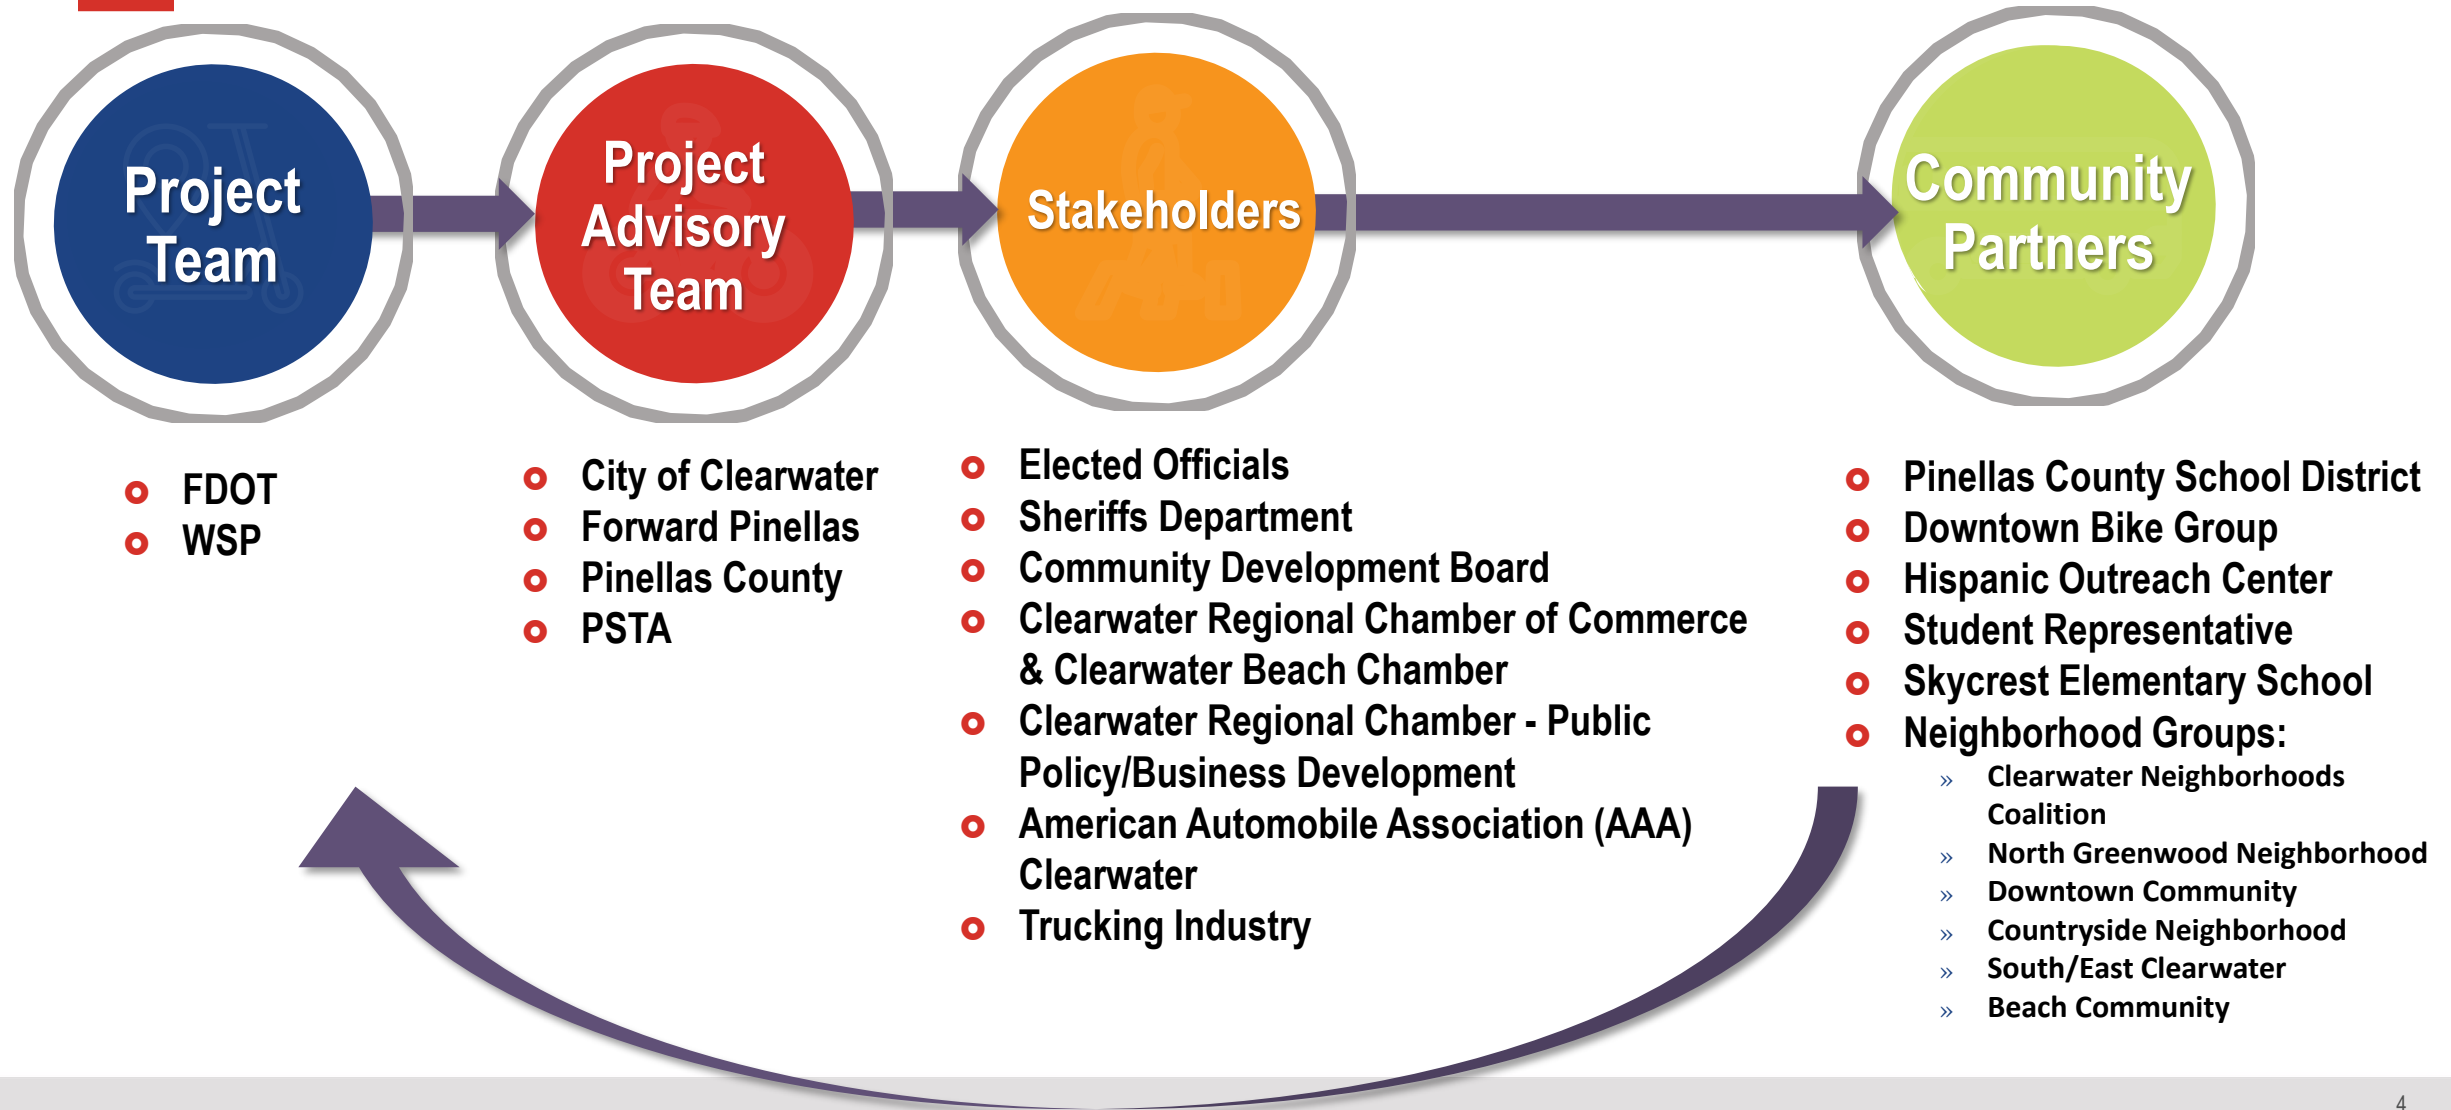 Project
Team
Project
Advisory
Team
Stakeholders
Community
Partners
FDOT
WSP
City of Clearwater
Forward Pinellas
Pinellas County
PSTA
Elected Officials
Sheriffs Department
Community Development Board
Clearwater Regional Chamber of Commerce
& Clearwater Beach Chamber
Clearwater Regional Chamber - Public
Policy/Business Development
American Automobile Association (AAA)
Clearwater
Trucking Industry
Pinellas County School District
Downtown Bike Group
Hispanic Outreach Center
Student Representative
Skycrest Elementary School
Neighborhood Groups:
» Clearwater Neighborhoods
Coalition
» North Greenwood Neighborhood
» Downtown Community
» Countryside Neighborhood
» South/East Clearwater
» Beach Community
4